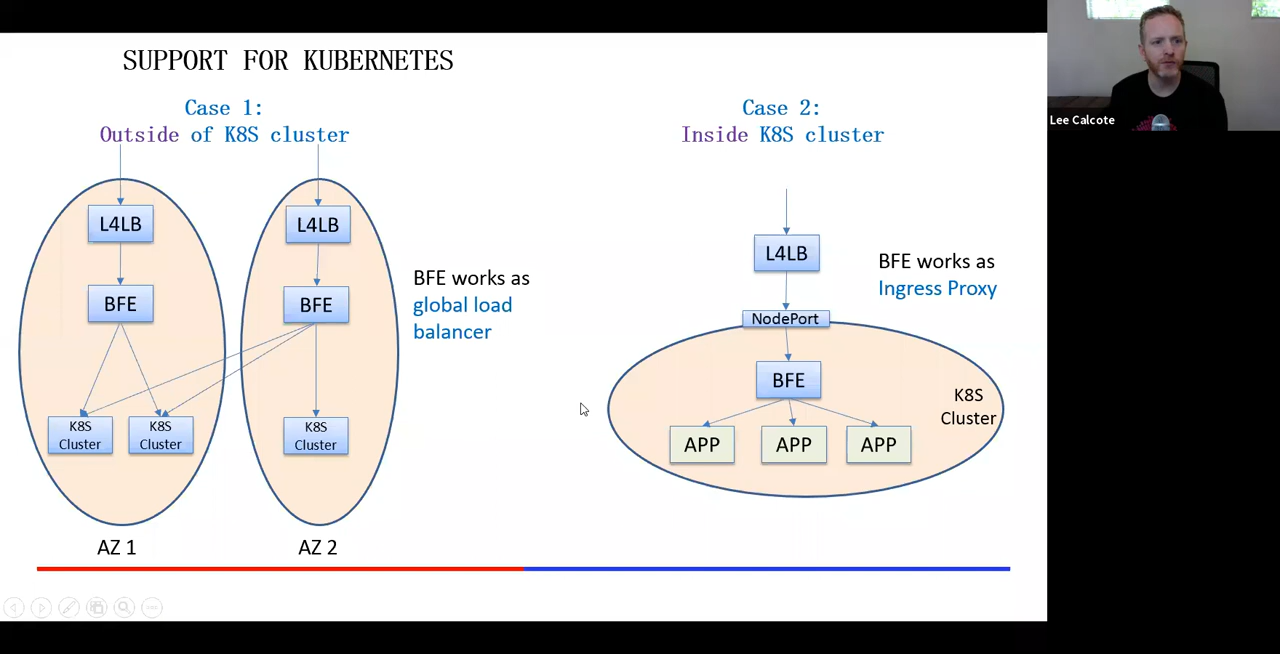 SUPPORT FOR KUBERNETES
Case 1:
Outside of K8S cluster
L4LB
L4LB
BFE
BFE
K8S
Cluster
K8S
Cluster
K8S
Cluster
AZ 1
AZ 2
BFE works as
global load
balancer
Case 2:
Inside K8S cluster
L4LB
BFE works as
Ingress Proxy
NodePort
BFE
K8S
Cluster
APP
APP
APP
Lee Calcote